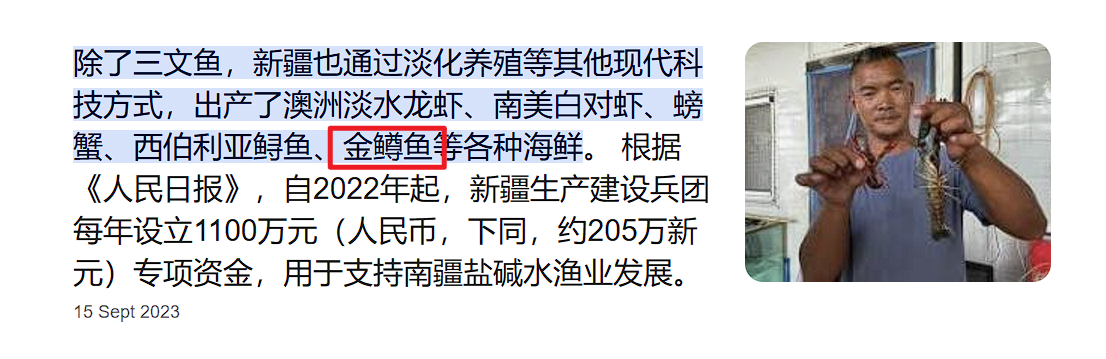 除了三文鱼，新疆也通过淡化养殖等其他现代科
技方式，出产了澳洲淡水龙虾、南美白对虾、螃
蟹、西伯利亚鲟鱼、金鳟鱼等各种海鲜。 根据
《人民日报》，自2022年起，新疆生产建设兵团
每年设立1100万元（人民币，下同，约205万新
元）专项资金，用于支持南疆盐碱水渔业发展。
15 Sept 2023